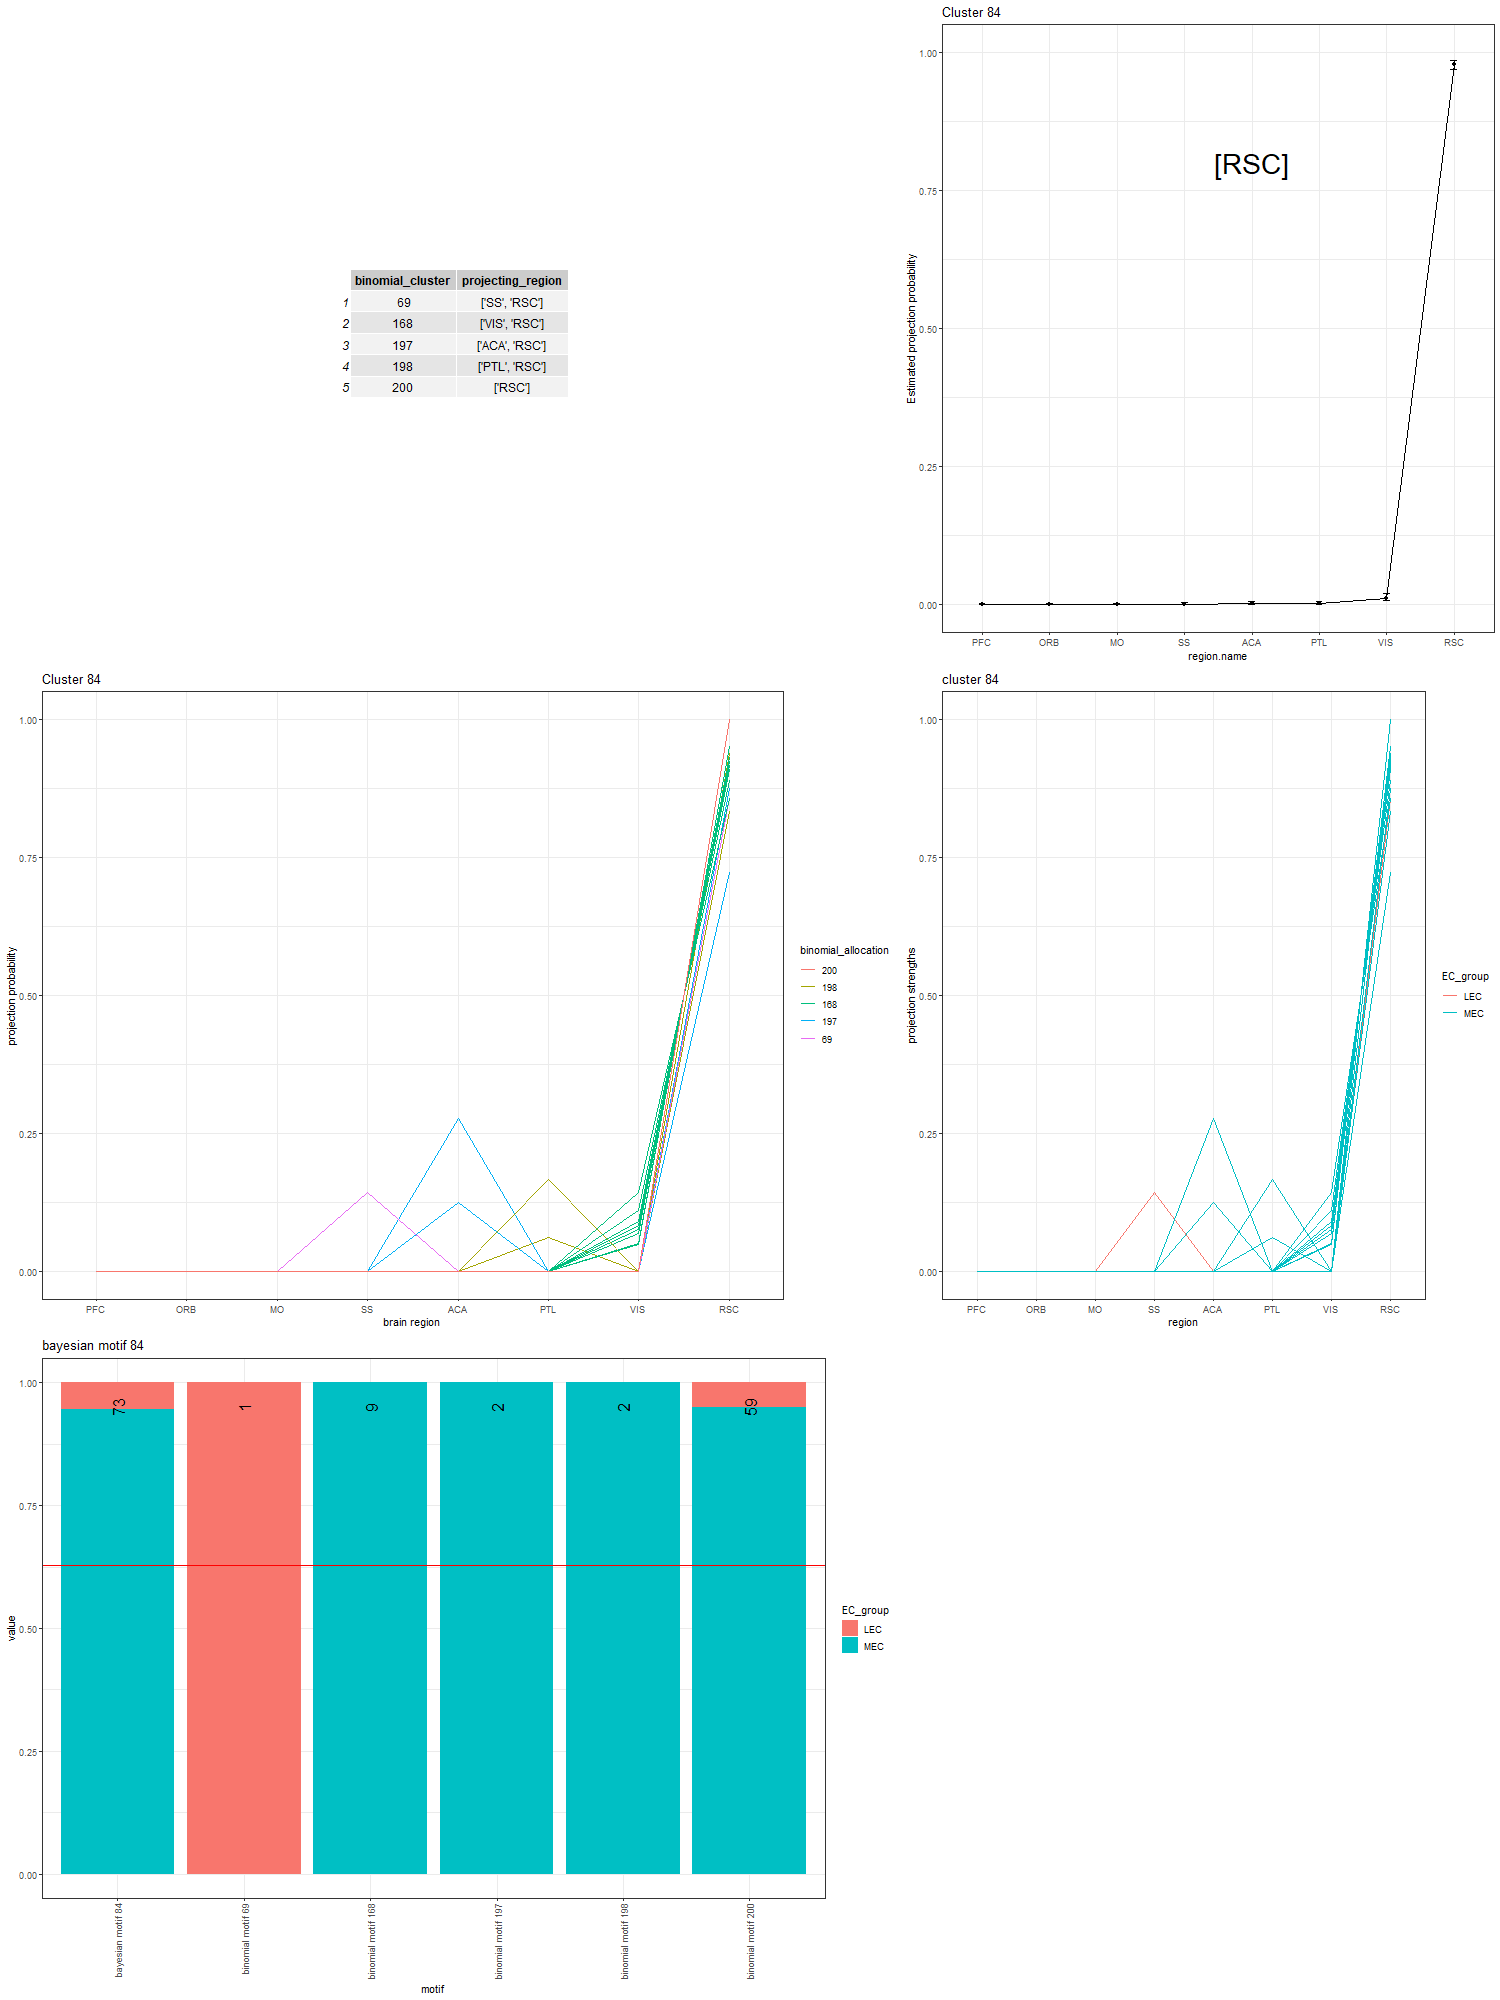 binomial_cluster projecting_region
1 69 ['SS', 'RSC']
2 168 ['VIS', 'RSC']
3 197 ['ACA', 'RSC']
4 198 ['PTL', 'RSC']
5 200 ['RSC']
Cluster 84
Estimated projection probability
1.00
0.75
0.50
0.25
0.00
[RSC]
PFC ORB MO SS ACA PTL VIS RSC
region.name
Cluster 84
projection probability
1.00
0.75
0.50
0.25
0.00
PFC ORB MO SS ACA PTL VIS RSC
brain region
binomial_allocation
200
198
168
197
69
cluster 84
projection strengths
1.00
0.75
0.50
0.25
0.00
PFC ORB MO SS ACA PTL VIS RSC
region
EC_group
LEC
MEC
bayesian motif 84
value
1.00
0.75
0.50
0.25
0.00
73 1 9 2 2 59
bayesian motif 84
binomial motif 69
binomial motif 168
binomial motif 197
binomial motif 198
binomial motif 200
motif
EC_group
LEC
MEC